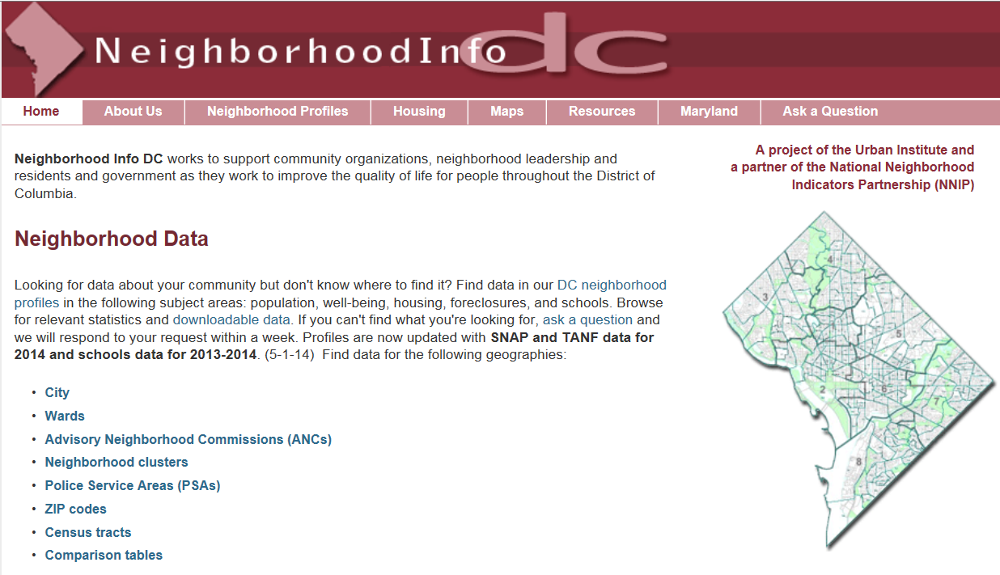 NeighborhoodInfo dc
Home About Us Neighborhood Profiles Housing Maps Resources Maryland Ask a Question
Neighborhood Info DC works to support community organizations, neighborhood leadership and
residents and government as they work to improve the quality of life for people throughout the District of
Columbia.
A project of the Urban Institute and
a partner of the National Neighborhood
Indicators Partnership (NNIP)
Neighborhood Data
Looking for data about your community but don't know where to find it? Find data in our DC neighborhood
profiles in the following subject areas: population, well-being, housing, foreclosures, and schools. Browse
for relevant statistics and downloadable data. If you can't find what you're looking for, ask a question and
we will respond to your request within a week. Profiles are now updated with SNAP and TANF data for
2014 and schools data for 2013-2014. (5-1-14)  Find data for the following geographies:
• City
• Wards
• Advisory Neighborhood Commissions (ANCs)
• Neighborhood clusters
• Police Service Areas (PSAs)
• ZIP codes
• Census tracts
• Comparison tables
4
3
5
2
6
7
8